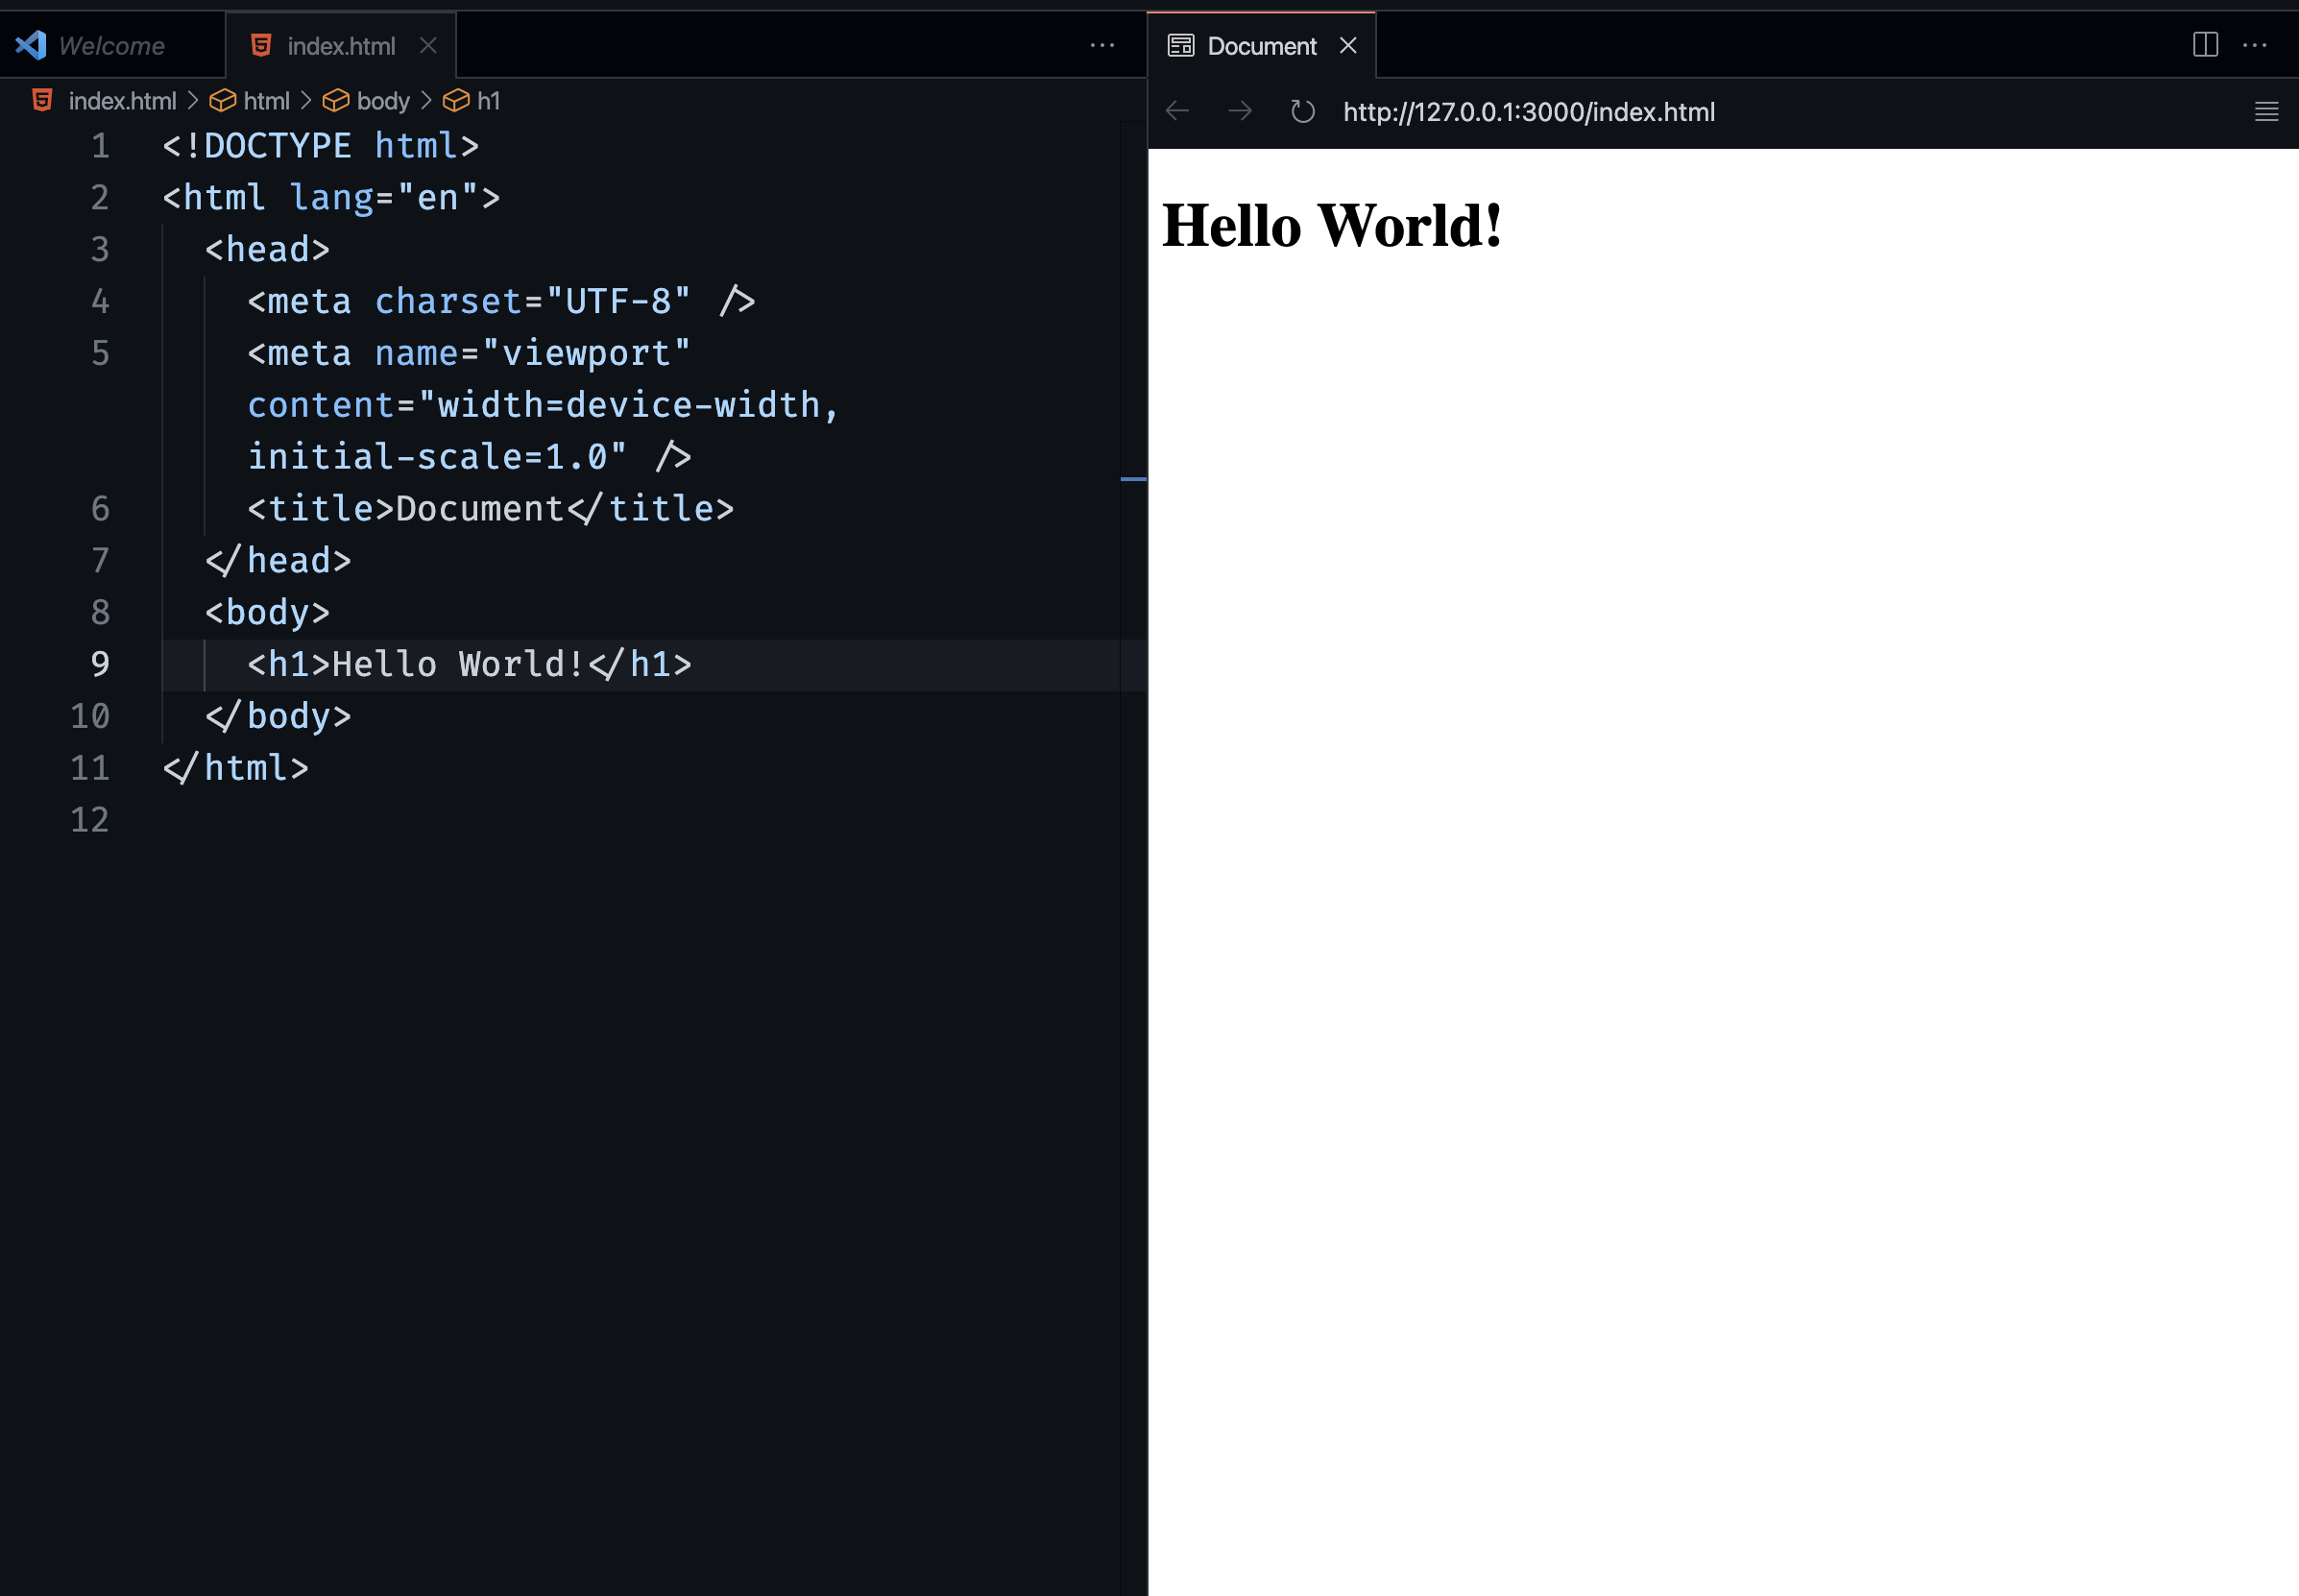 Welcome
index.html
index.html > html > body > h1
1 <!DOCTYPE html>
2 <html lang="en">
3   <head>
4     <meta charset="UTF-8" />
5     <meta name="viewport"
    content="width=device-width,
    initial-scale=1.0" />
6     <title>Document</title>
7   </head>
8   <body>
9     <h1>Hello World!</h1>
10   </body>
11 </html>
12
Document
http://127.0.0.1:3000/index.html
Hello World!